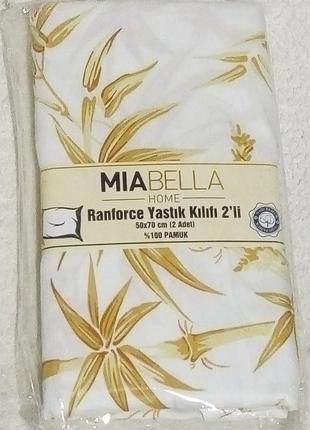 MIABELLA
HOME
Ranforce Yastık Kılıfı 2'li
50x70 cm (2 Adet)
%100 PAMUK